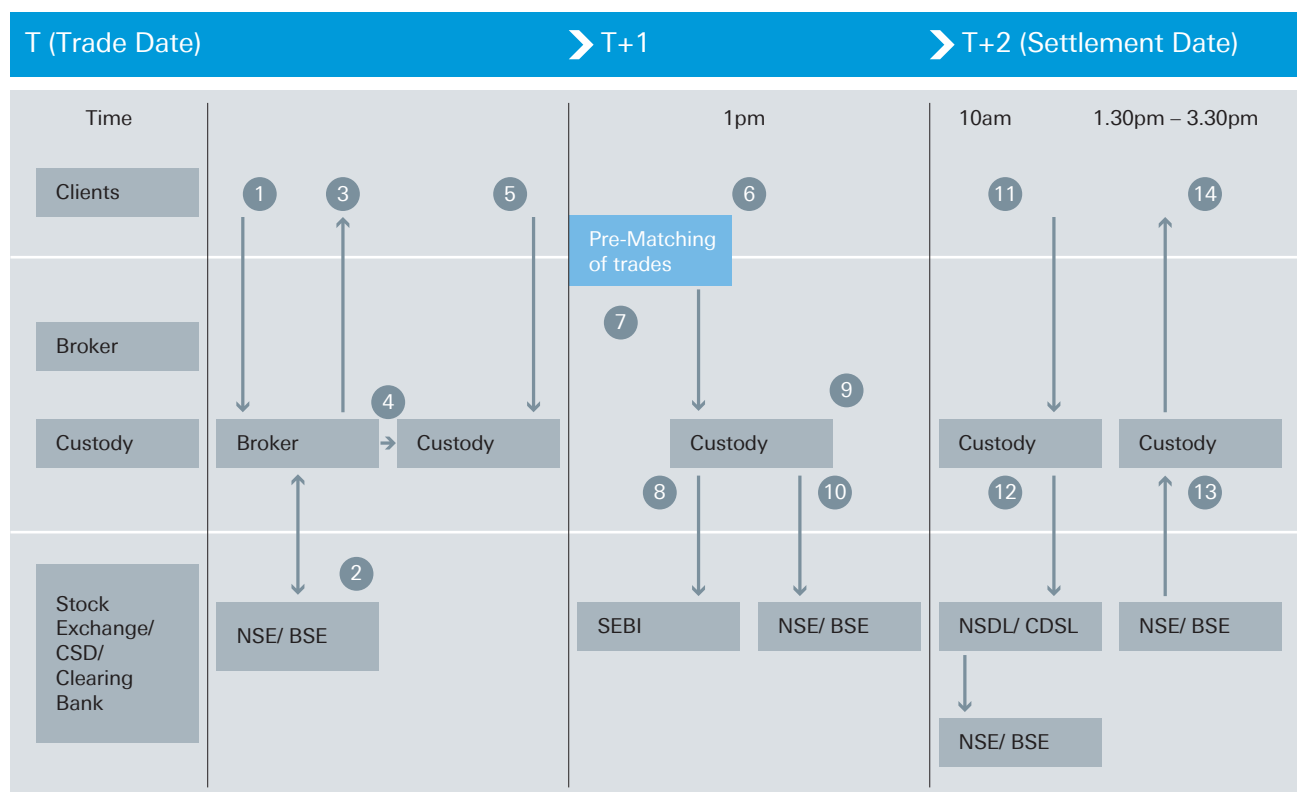 T (Trade Date)
T+1
T+2 (Settlement Date)
Time
1pm
10am
1.30pm – 3.30pm
Clients
1
3
5
6
11
14
Pre-Matching
of trades
7
Broker
9
4
Custody
Broker
Custody
Custody
Custody
Custody
8
10
12
13
2
Stock
Exchange/
CSD/
Clearing
Bank
NSE/ BSE
SEBI
NSE/ BSE
NSDL/ CDSL
NSE/ BSE
NSE/ BSE